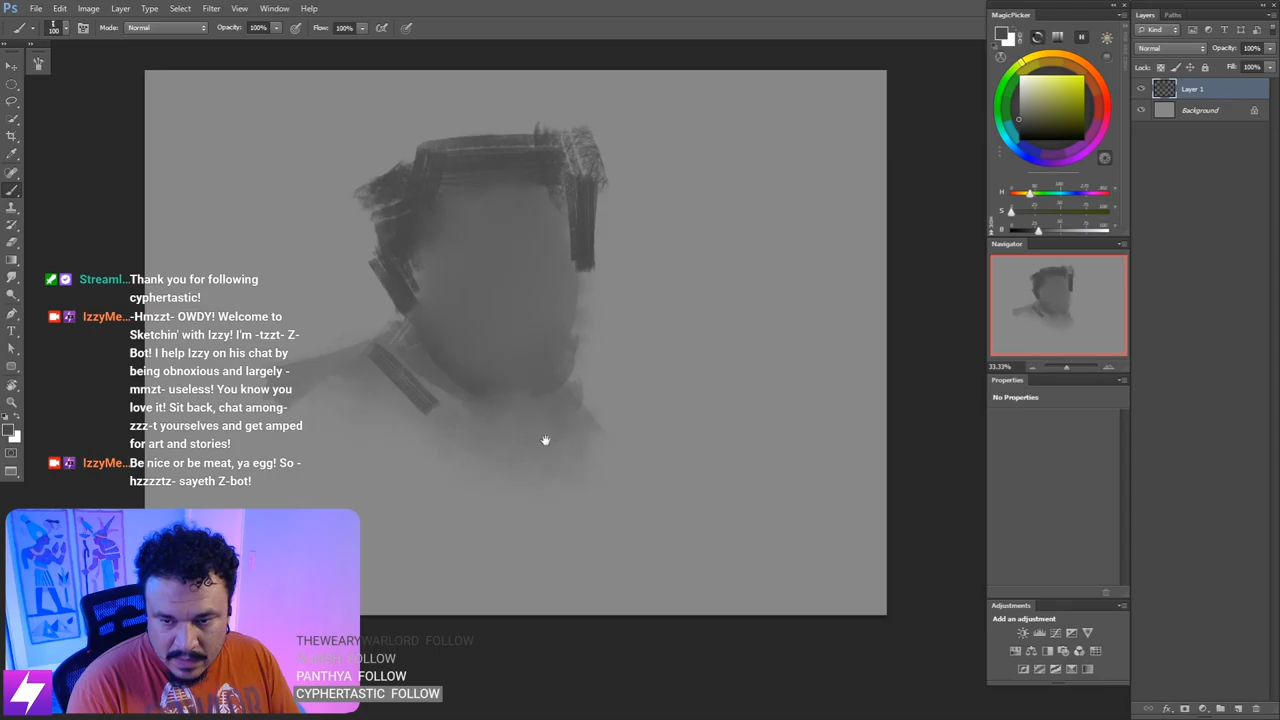 Ps File Edit Image Layer Type Select Filter View Window Help
100 Mode: Normal Opacity: 100% Flow: 100%
MagicPicker
H
H
S
B
Navigator
33.33%
Properties
No Properties
Adjustments
Add an adjustment
Layers Paths
Kind
Normal Opacity: 100%
Lock: Fill: 100%
Layer 1
Background
fx
Streaml... Thank you for following
cyphertastic!
IzzyMe... -Hmzzt- OWDY! Welcome to
Sketchin' with Izzy! I'm -tzzt- Z-
Bot! I help Izzy on his chat by
being obnoxious and largely -
mmzt- useless! You know you
love it! Sit back, chat among-
zzz-t yourselves and get amped
for art and stories!
IzzyMe... Be nice or be meat, ya egg! So -
hzzzztz- sayeth Z-bot!
THEWEARYWARLORD FOLLOW
FOLLOW
PANTHYA FOLLOW
CYPHERTASTIC FOLLOW